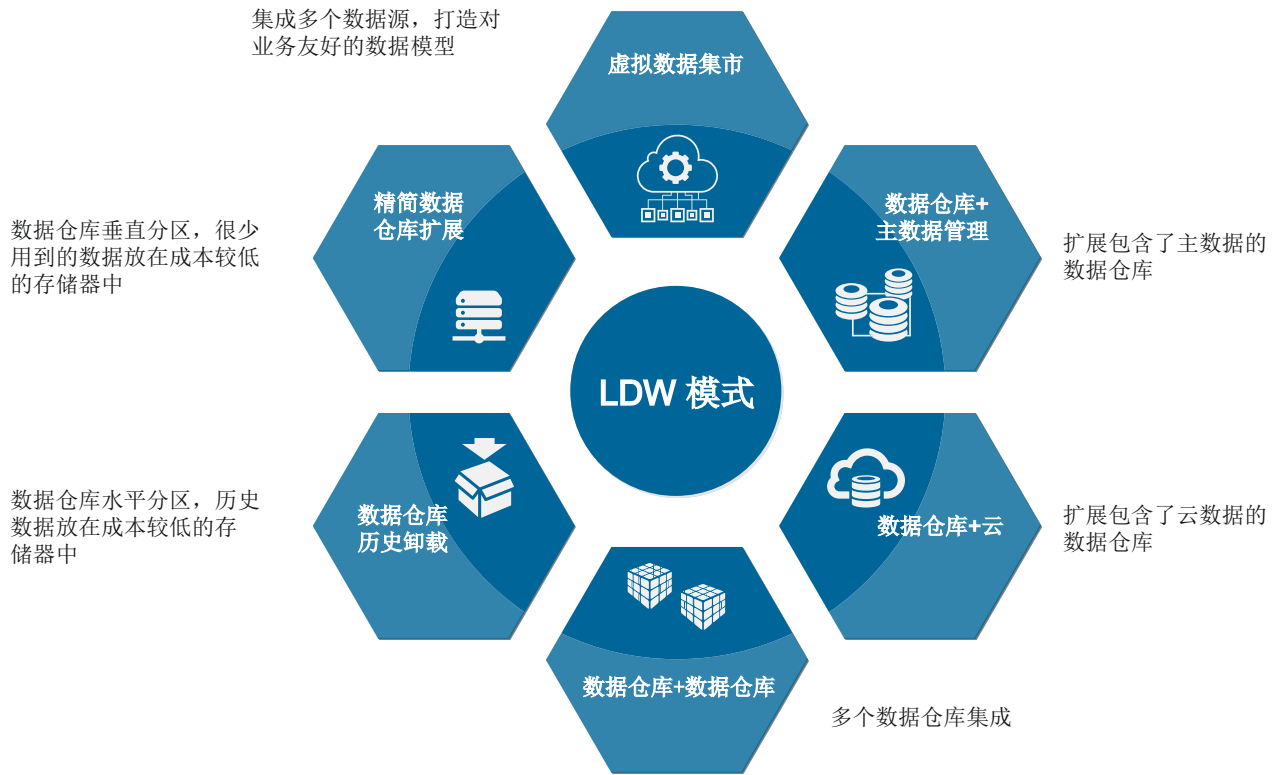 集成多个数据源，打造对
业务友好的数据模型
虚拟数据集市
精简数据
仓库扩展
数据仓库垂直分区，很少
用到的数据放在成本较低
的存储器中
数据仓库+
主数据管理
扩展包含了主数据的
数据仓库
LDW 模式
数据仓库
历史卸载
数据仓库水平分区，历史
数据放在成本较低的存
储器中
数据仓库+云
扩展包含了云数据的
数据仓库
数据仓库+数据仓库
多个数据仓库集成